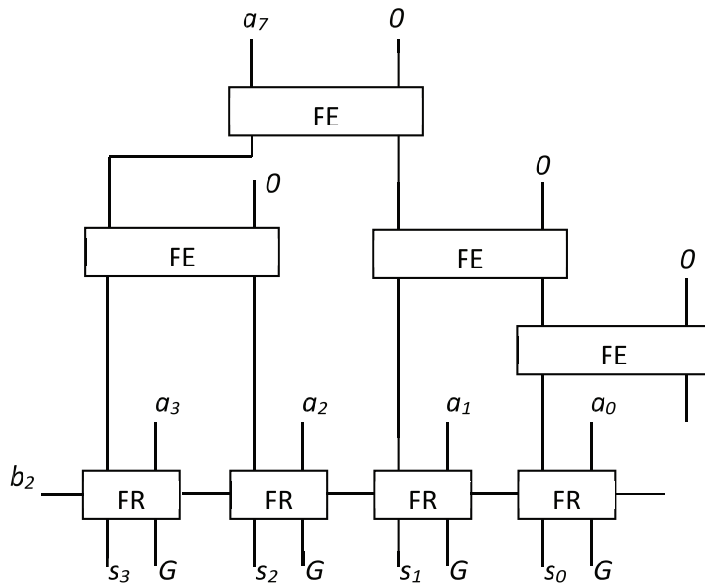 a7 0
FE
0 0
FE FE 0
FE
a3 a2 a1 a0
b2 FR FR FR FR
s3 G s2 G s1 G s0 G